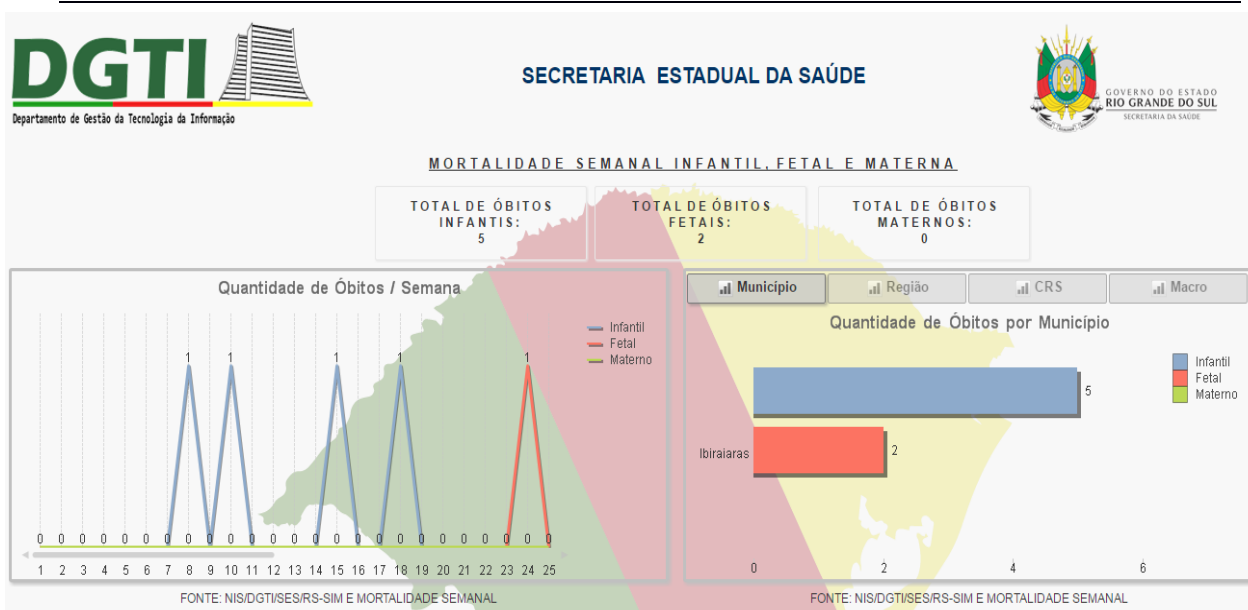 DGTI
Departamento de Gestão da Tecnologia da Informação
SECRETARIA ESTADUAL DA SAÚDE
GOVERNO DO ESTADO
RIO GRANDE DO SUL
SECRETARIA DA SAÚDE
MORTALIDADE SEMANAL INFANTIL, FETAL E MATERNA
TOTAL DE ÓBITOS
INFANTIS:
5
TOTAL DE ÓBITOS
FETAIS:
2
TOTAL DE ÓBITOS
MATERNOS:
0
Quantidade de Óbitos / Semana
Infantil
Fetal
Materno
1 1 1 1 1
0 0 0 0 0 0 0 0 0 0 0 0 0 0 0 0 0 0 0 0 0 0 0 0 0
1 2 3 4 5 6 7 8 9 10 11 12 13 14 15 16 17 18 19 20 21 22 23 24 25
FONTE: NIS/DGTI/SES/RS-SIM E MORTALIDADE SEMANAL
Município Região CRS Macro
Quantidade de Óbitos por Município
Infantil
Fetal
Materno
5
Ibiraiaras 2
0 2 4 6
FONTE: NIS/DGTI/SES/RS-SIM E MORTALIDADE SEMANAL